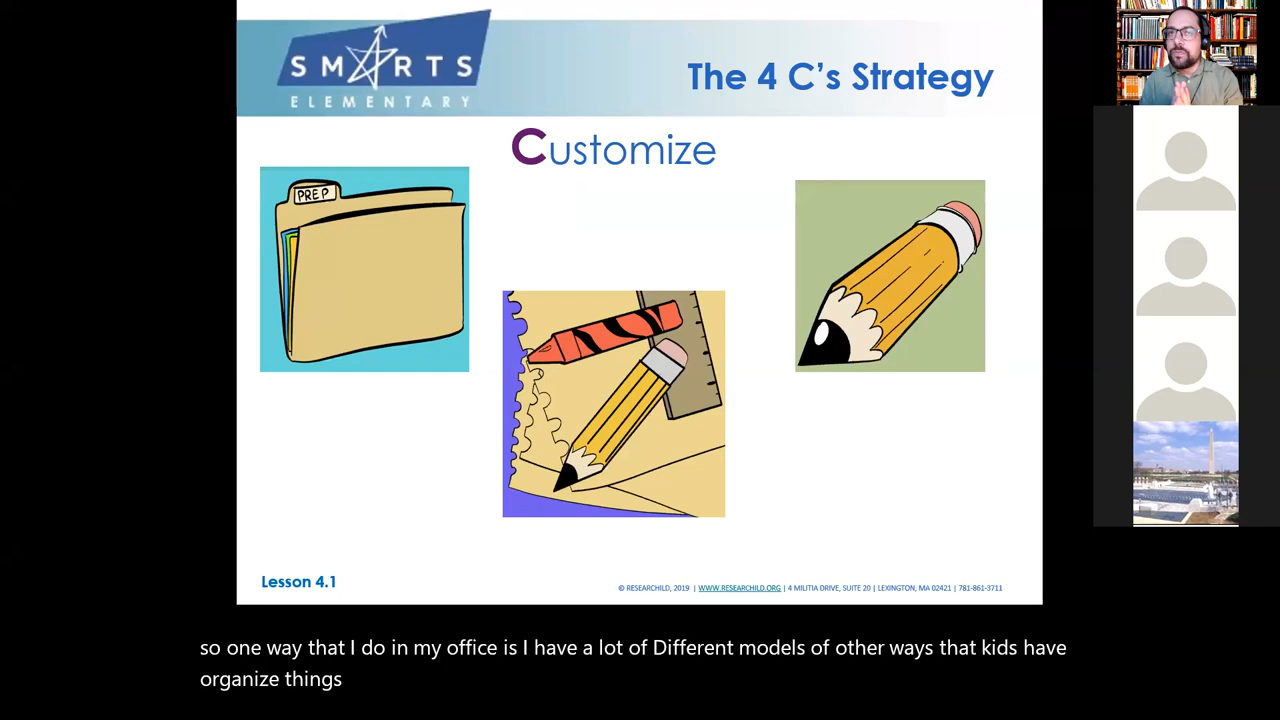 SMARTS
ELEMENTARY
The 4 C's Strategy
Customize
PREP
Lesson 4.1
© RESEARCHILD, 2019 | WWW.RESEARCHILD.ORG | 4 MILITIA DRIVE, SUITE 20 | LEXINGTON, MA 02421 | 781-861-3711
so one way that I do in my office is I have a lot of Different models of other ways that kids have
organize things